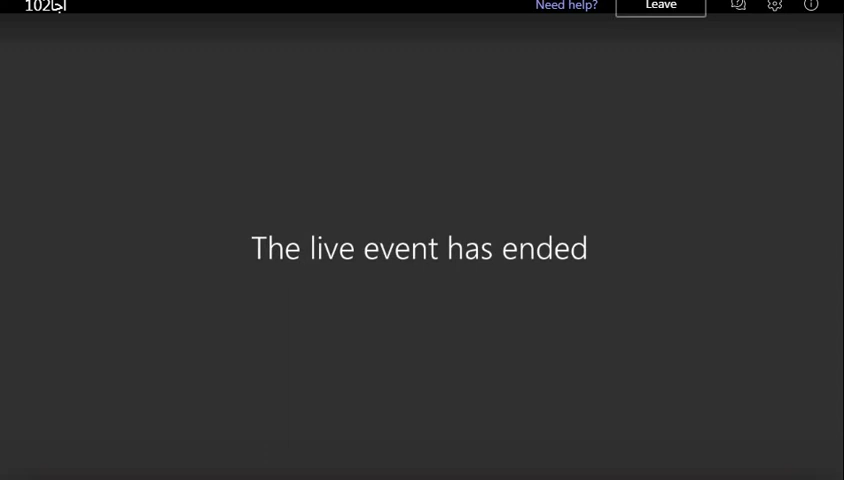 اجا102
Need help?
Leave
The live event has ended